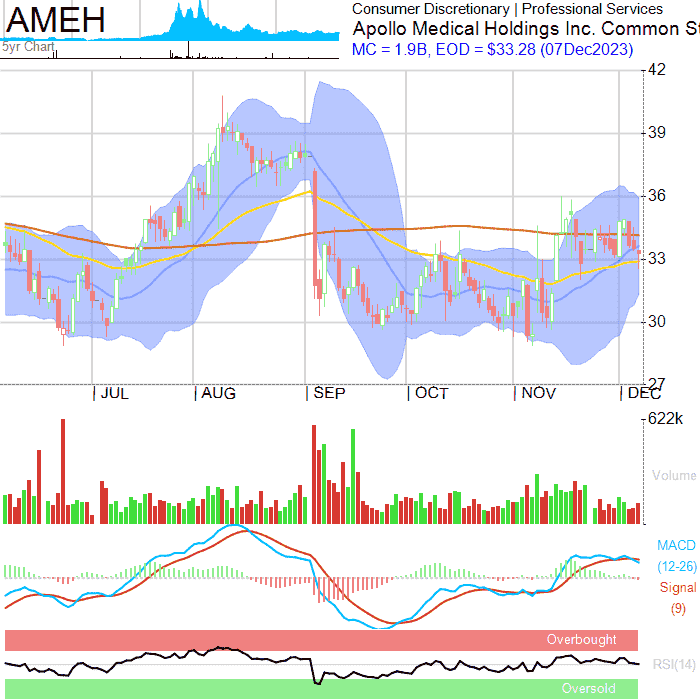 AMEH
5yr Chart
Consumer Discretionary | Professional Services
Apollo Medical Holdings Inc. Common St
MC = 1.9B, EOD = $33.28 (07Dec2023)
42
39
36
33
30
27
JUL AUG SEP OCT NOV DEC
622k
Volume
MACD
(12-26)
Signal
(9)
Overbought
RSI(14)
Oversold